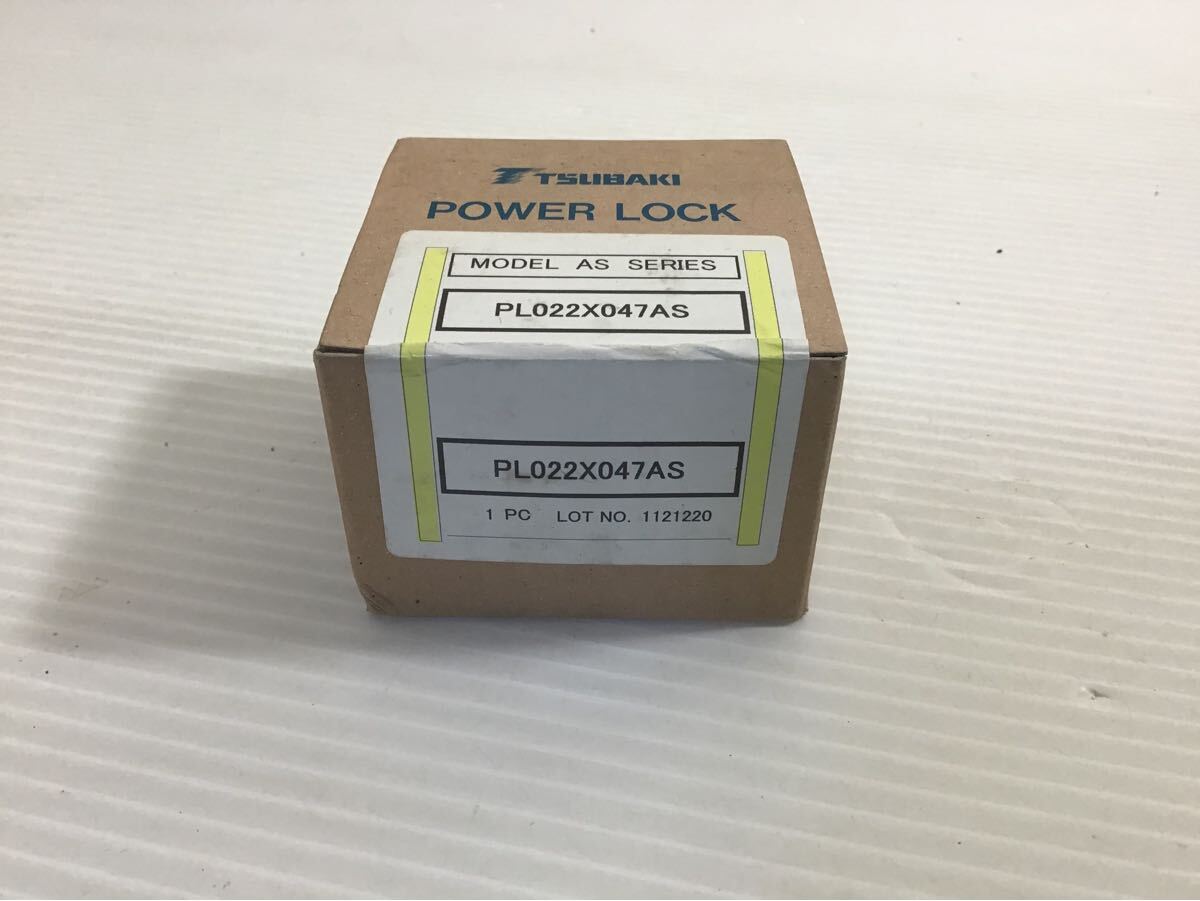 TSUBAKI
POWER LOCK
MODEL AS SERIES
PL022X047AS
PL022X047AS
1 PC LOT NO. 1121220